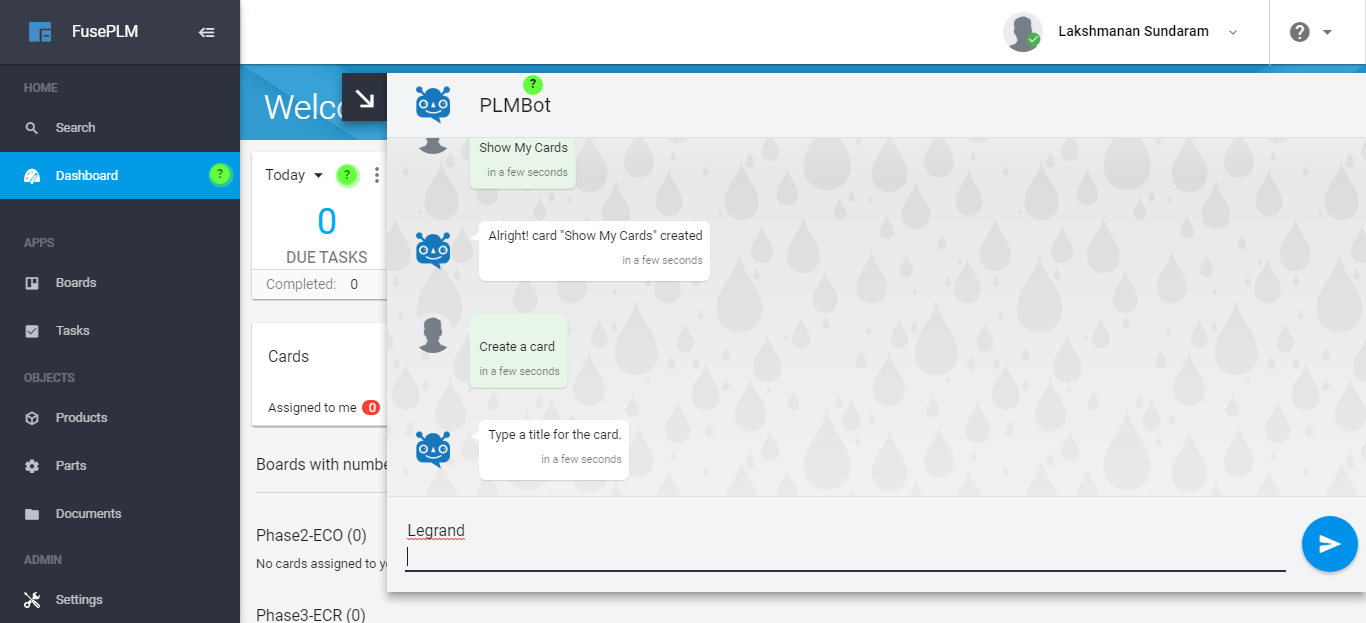 FusePLM
Lakshmanan Sundaram
?
HOME
Search
Dashboard
?
APPS
Boards
Tasks
OBJECTS
Products
Parts
Documents
ADMIN
Settings
Welco
Today
?
0
DUE TASKS
Completed: 0
Cards
Assigned to me 0
Boards with numbe
Phase2-ECO (0)
No cards assigned to y
Phase3-ECR (0)
?
PLMBot
Show My Cards
in a few seconds
Alright! card "Show My Cards" created
in a few seconds
Create a card
in a few seconds
Type a title for the card.
in a few seconds
Legrand